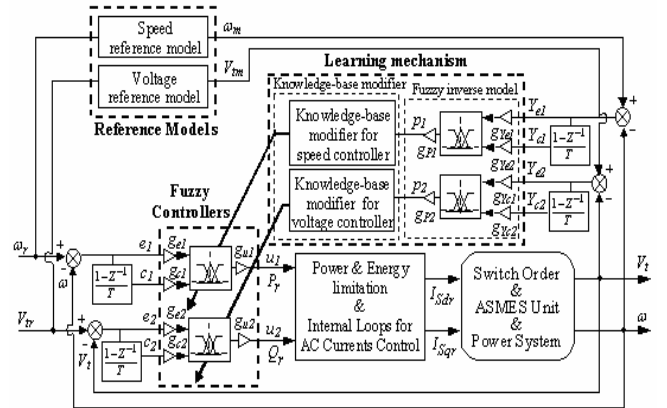 Speed
reference model
ω_m
Voltage
reference model
V_tm
Reference Models
Learning mechanism
Knowledge-base modifier
Fuzzy inverse model
Knowledge-base
modifier for
speed controller
p_1
g_P1
g_Ye1
g_Yc1
Y_e1
Y_c1
1-Z^-1
T
+
-
Knowledge-base
modifier for
voltage controller
p_2
g_P2
g_Ye2
g_Yc2
Y_e2
Y_c2
1-Z^-1
T
+
-
Fuzzy
Controllers
ω_r
+
-
ω
e_1
g_e1
1-Z^-1
T
c_1
g_c1
g_u1
u_1
P_r
V_tr
+
-
V_t
e_2
g_e2
1-Z^-1
T
c_2
g_c2
g_u2
u_2
Q_r
Power & Energy
limitation
&
Internal Loops for
AC Currents Control
I_Sdr
I_Sqr
Switch Order
&
ASMES Unit
&
Power System
V_t
ω